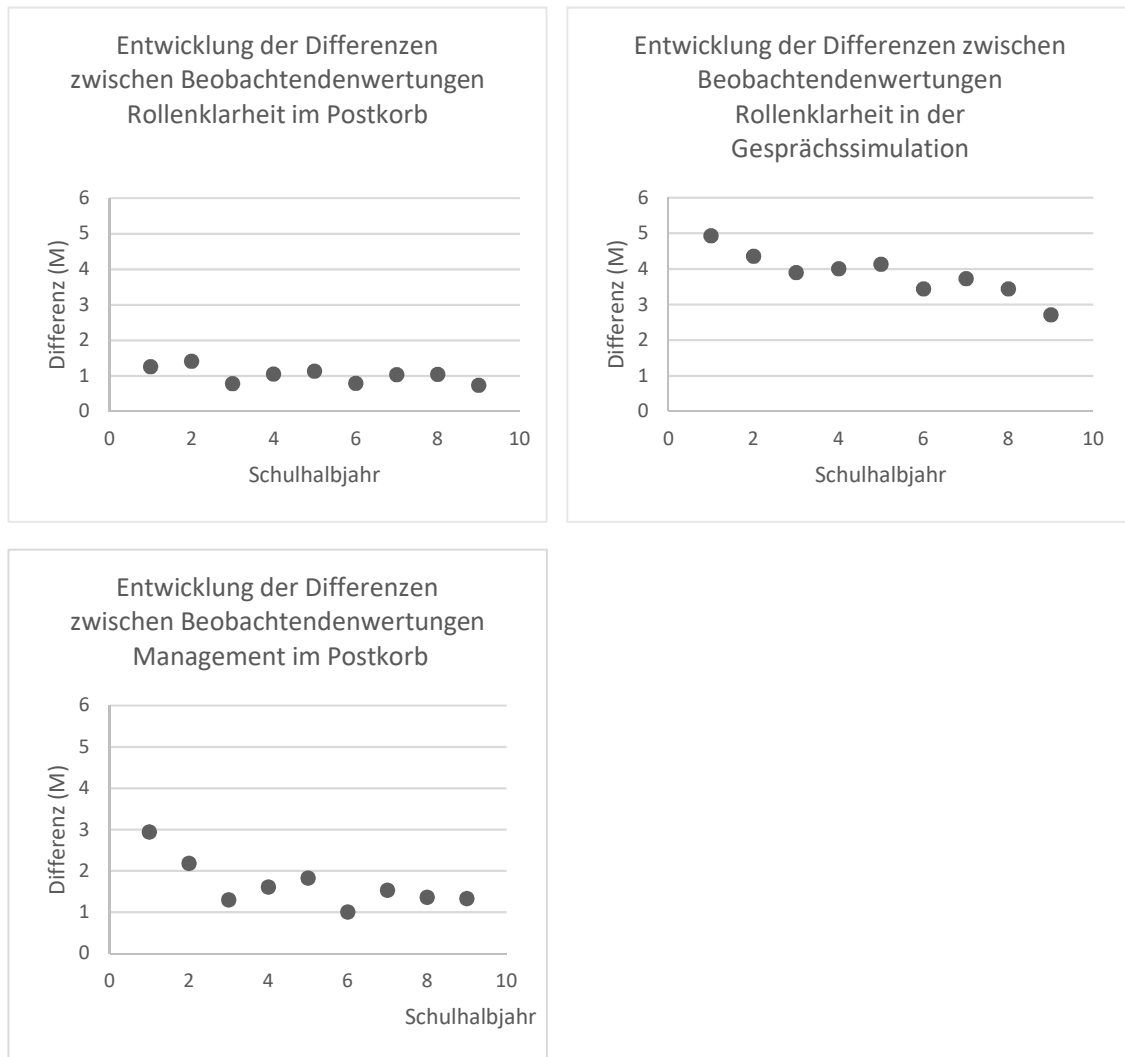 Entwicklung der Differenzen
zwischen Beobachtendenwertungen
Rollenklarheit im Postkorb
6
5
4
3
2
1
0
Differenz (M)
0 2 4 6 8 10
Schulhalbjahr
Entwicklung der Differenzen zwischen
Beobachtendenwertungen
Rollenklarheit in der
Gesprächssimulation
6
5
4
3
2
1
0
Differenz (M)
0 2 4 6 8 10
Schulhalbjahr
Entwicklung der Differenzen
zwischen Beobachtendenwertungen
Management im Postkorb
6
5
4
3
2
1
0
Differenz (M)
0 2 4 6 8 10
Schulhalbjahr